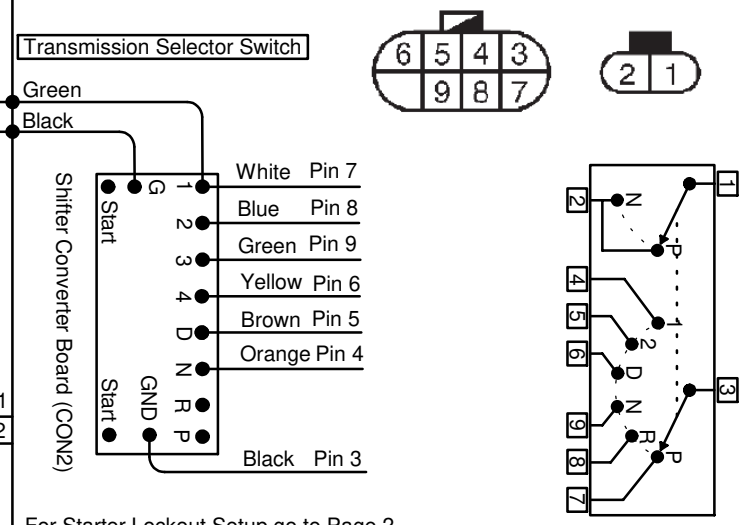 Transmission Selector Switch
6 5 4 3
9 8 7
2 1
Green
Black
Start G 1
White Pin 7
2
Blue Pin 8
3
Green Pin 9
4
Yellow Pin 6
D
Brown Pin 5
N
Orange Pin 4
R
Start GND P
Black Pin 3
Shifter Converter Board (CON2)
1
2
1
2
N
P
4
1
5
2
6
D
3
9
N
8
R
7
P
For Starter Lockout Setup go to Page 2